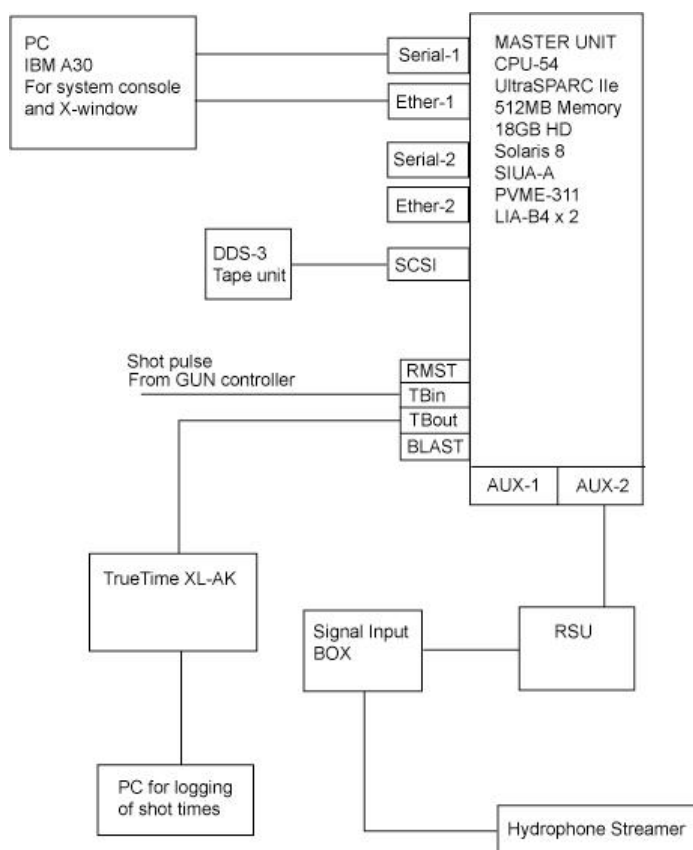 PC
IBM A30
For system console
and X-window
Serial-1
Ether-1
Serial-2
Ether-2
SCSI
MASTER UNIT
CPU-54
UltraSPARC IIe
512MB Memory
18GB HD
Solaris 8
SIUA-A
PVME-311
LIA-B4 x 2
DDS-3
Tape unit
Shot pulse
From GUN controller
RMST
TBin
TBout
BLAST
AUX-1
AUX-2
TrueTime XL-AK
Signal Input
BOX
RSU
PC for logging
of shot times
Hydrophone Streamer